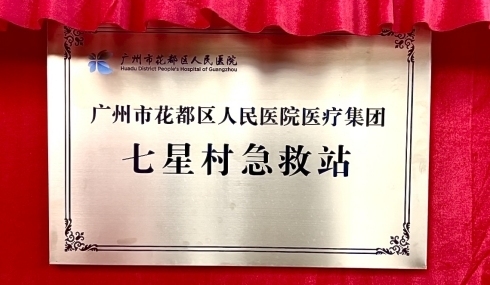 广州市花都区人民医院
Huadu District People's Hospital of Guangzhou
广州市花都区人民医院医疗集团
七星村急救站